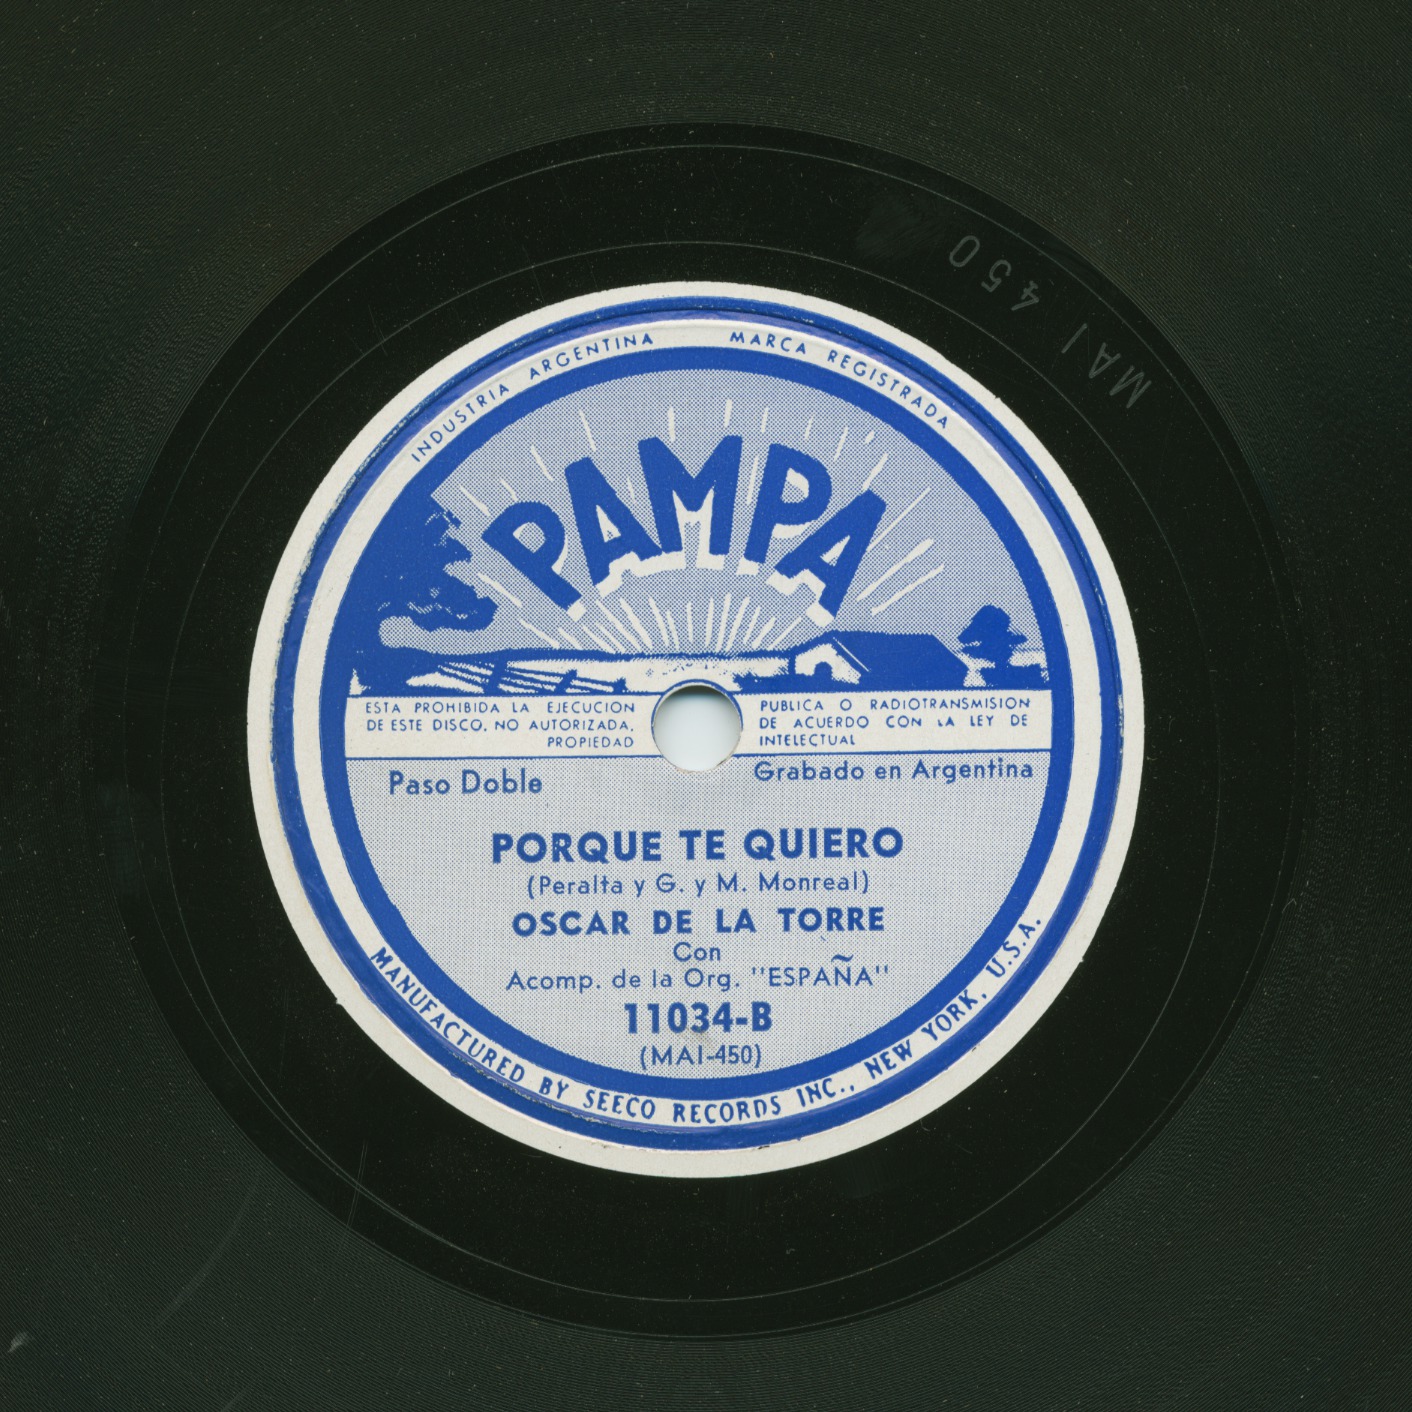 MAI 450
INDUSTRIA ARGENTINA MARCA REGISTRADA
PAMPA
ESTA PROHIBIDA LA EJECUCION PUBLICA O RADIOTRANSMISION
DE ESTE DISCO, NO AUTORIZADA, DE ACUERDO CON LA LEY DE
PROPIEDAD INTELECTUAL
Paso Doble Grabado en Argentina
PORQUE TE QUIERO
(Peralta y G. y M. Monreal)
OSCAR DE LA TORRE
Con
Acomp. de la Org. "ESPAÑA"
11034-B
(MAI-450)
MANUFACTURED BY SEECO RECORDS INC., NEW YORK, U.S.A.